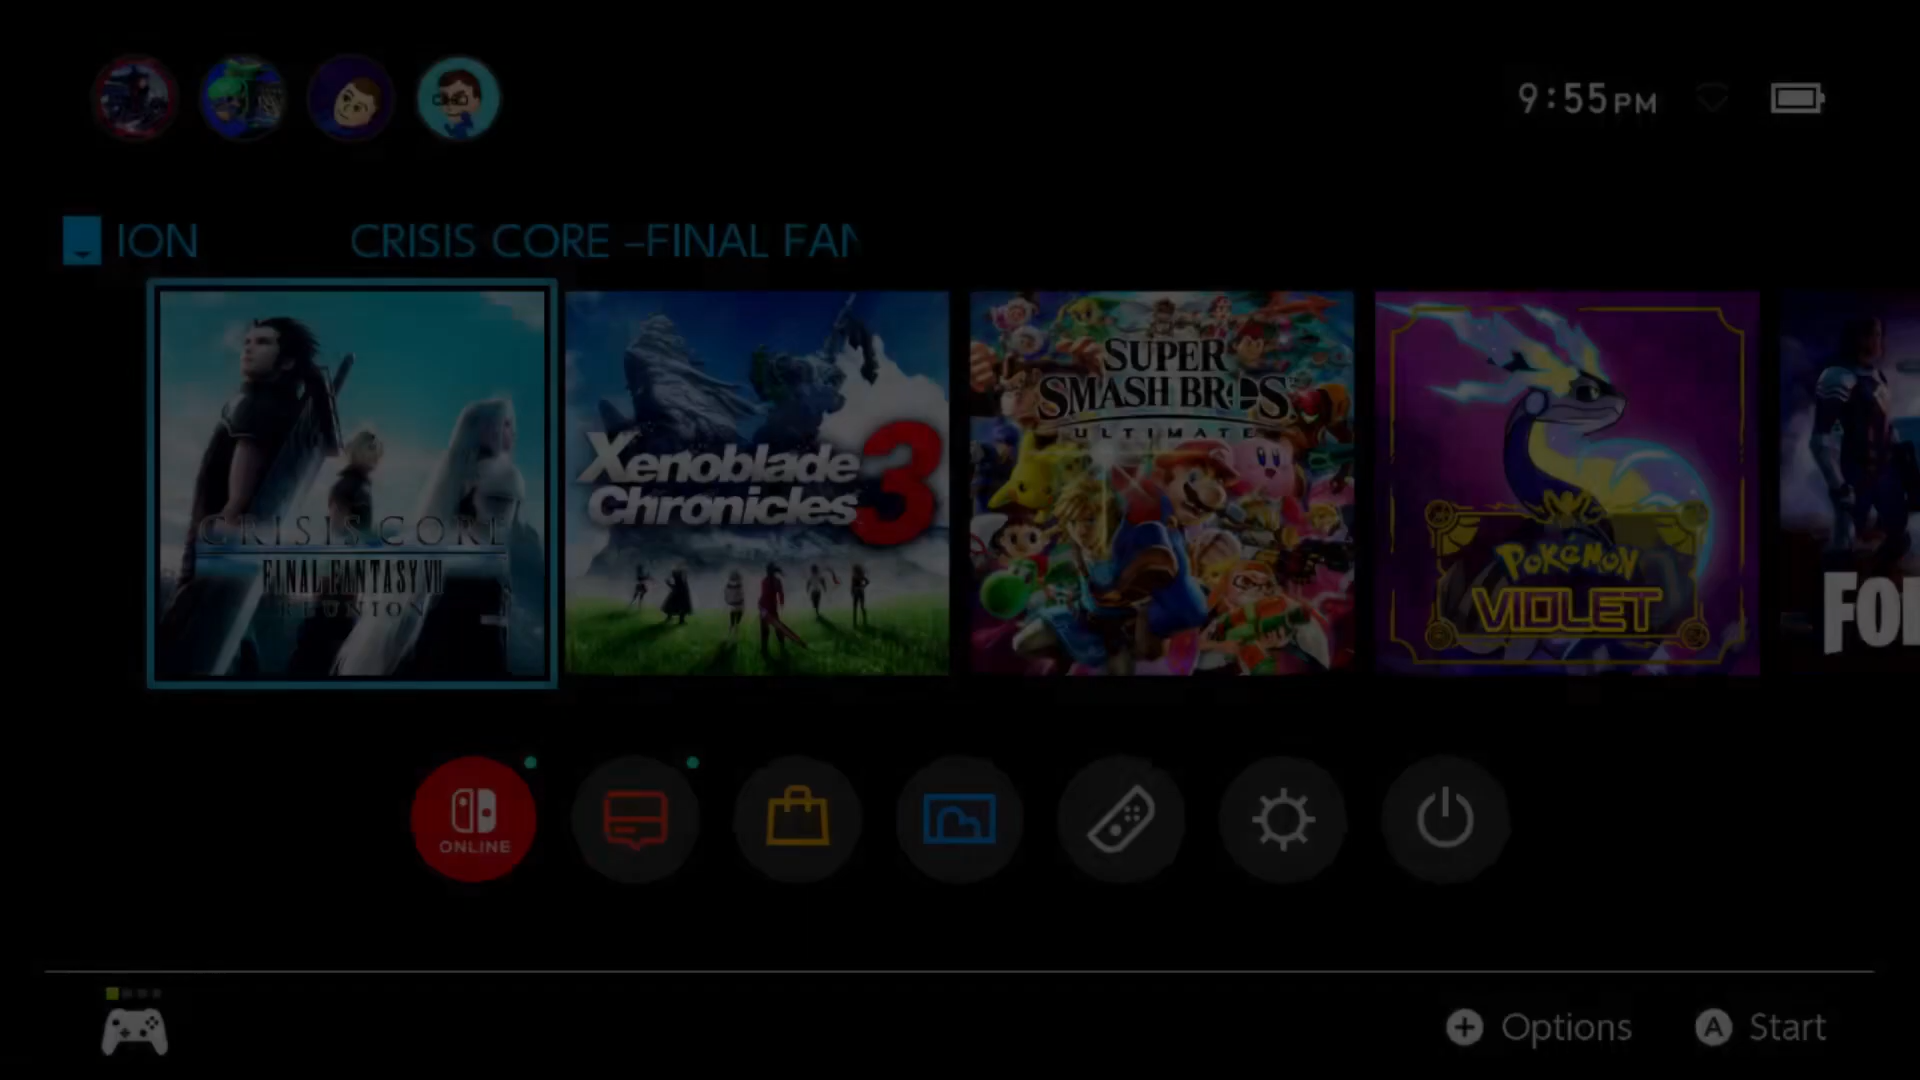 9:55PM
ION CRISIS CORE –FINAL FAN
CRISIS CORE
FINAL FANTASY VII
REUNION
Xenoblade
Chronicles 3
SUPER
SMASH BROS.
ULTIMATE
POKÉMON
VIOLET
FOR
ONLINE
+ Options
A Start